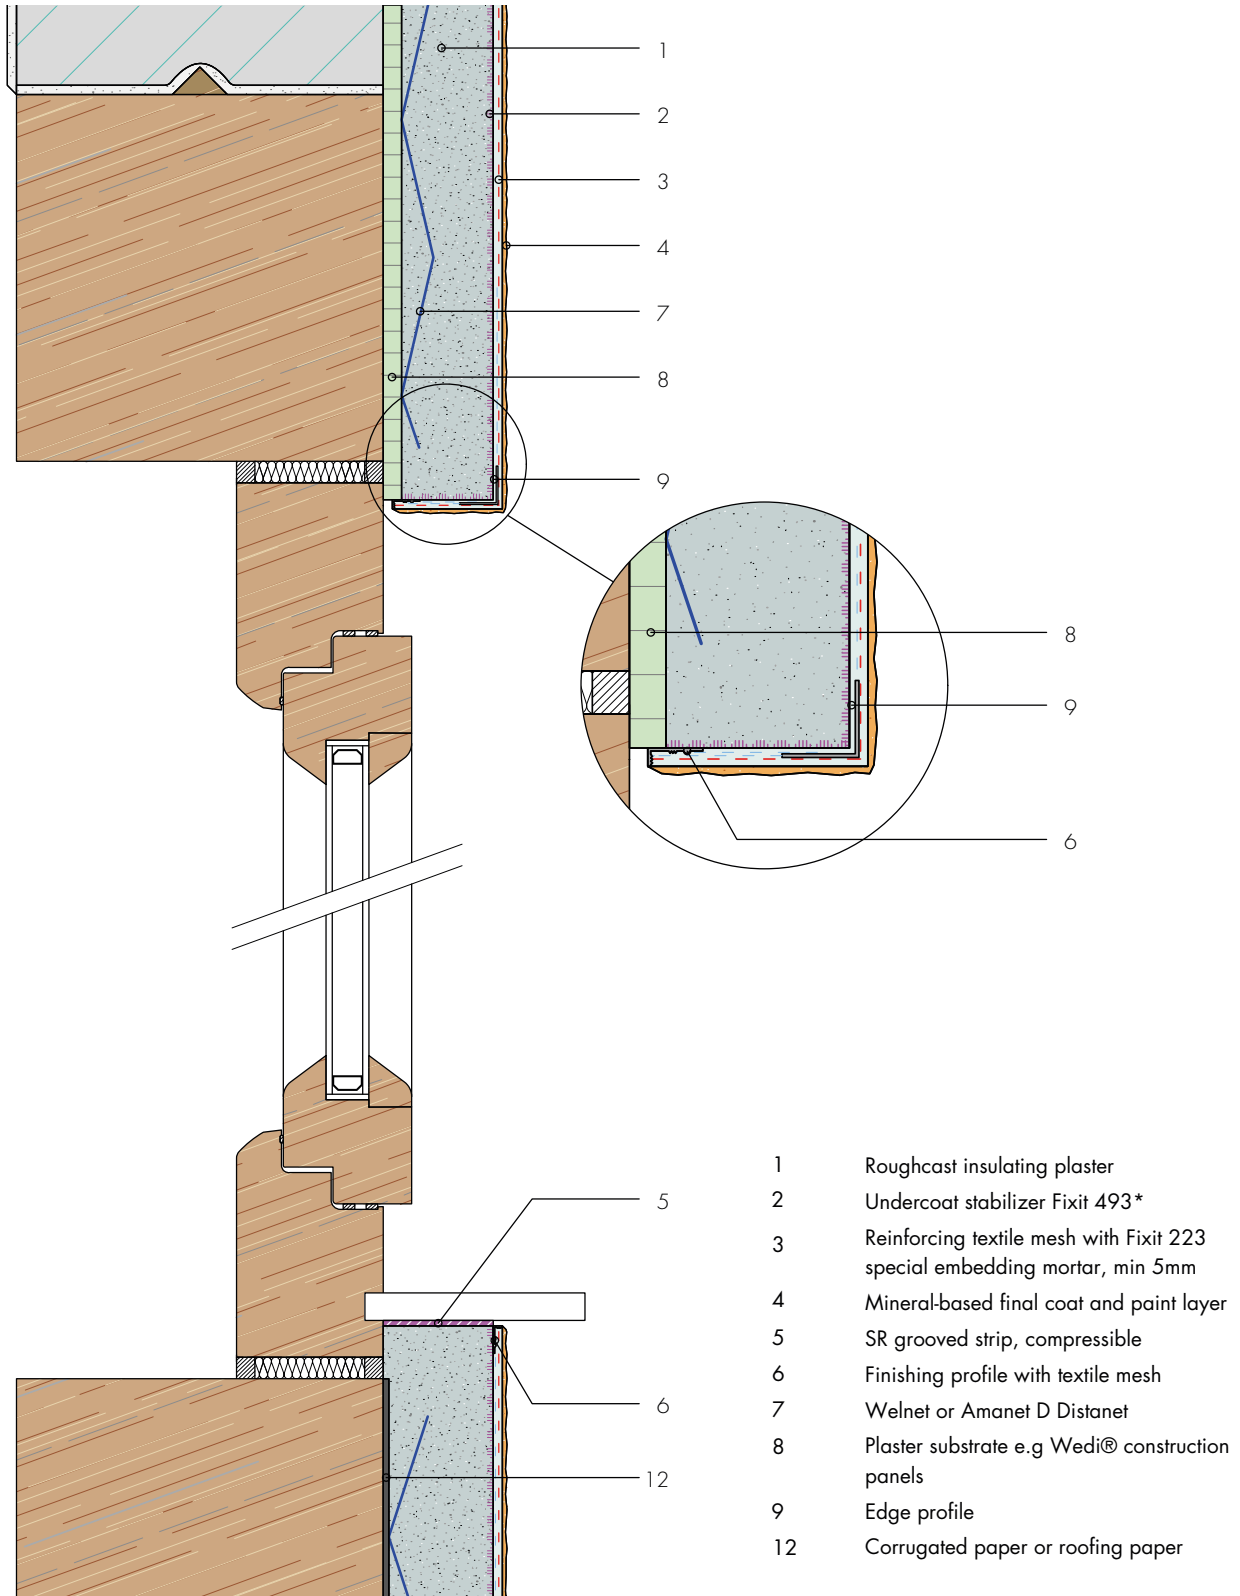 1
2
3
4
7
8
9
8
9
6
5
6
12
1 Roughcast insulating plaster
2 Undercoat stabilizer Fixit 493*
3 Reinforcing textile mesh with Fixit 223
special embedding mortar, min 5mm
4 Mineral-based final coat and paint layer
5 SR grooved strip, compressible
6 Finishing profile with textile mesh
7 Welnet or Amanet D Distanet
8 Plaster substrate e.g Wedi® construction
panels
9 Edge profile
12 Corrugated paper or roofing paper